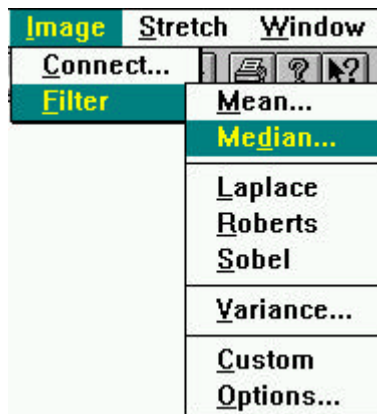 Image Stretch Window
Connect...
Filter
Mean...
Median...
Laplace
Roberts
Sobel
Variance...
Custom
Options...